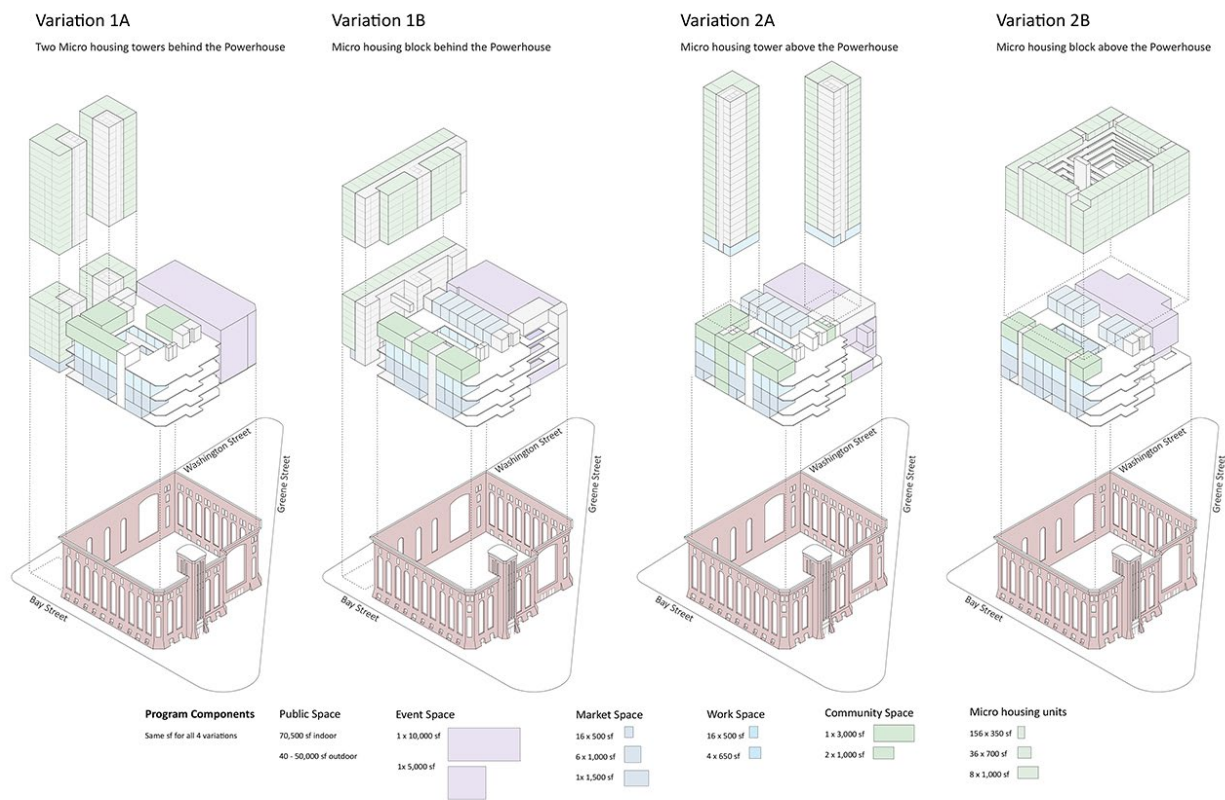 Variation 1A
Two Micro housing towers behind the Powerhouse
Variation 1B
Micro housing block behind the Powerhouse
Variation 2A
Micro housing tower above the Powerhouse
Variation 2B
Micro housing block above the Powerhouse
Washington Street
Greene Street
Bay Street
Washington Street
Greene Street
Bay Street
Washington Street
Greene Street
Bay Street
Washington Street
Greene Street
Bay Street
Program Components
Same sf for all 4 variations
Public Space
70,500 sf indoor
40 - 50,000 sf outdoor
Event Space
1 x 10,000 sf
1x 5,000 sf
Market Space
16 x 500 sf
6 x 1,000 sf
1x 1,500 sf
Work Space
16 x 500 sf
4 x 650 sf
Community Space
1 x 3,000 sf
2 x 1,000 sf
Micro housing units
156 x 350 sf
36 x 700 sf
8 x 1,000 sf